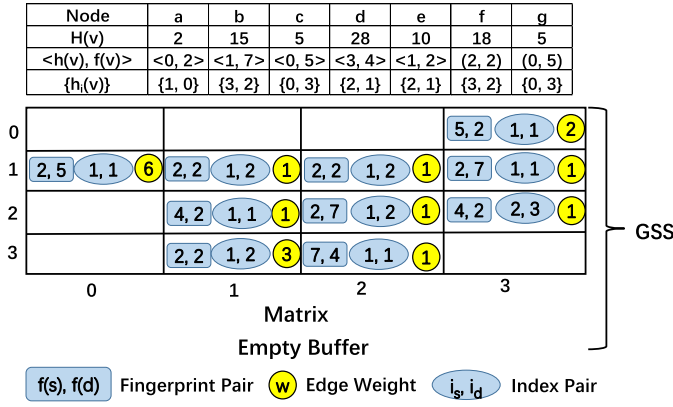 Node a b c d e f g
H(v) 2 15 5 28 10 18 5
<h(v), f(v)> <0, 2> <1, 7> <0, 5> <3, 4> <1, 2> (2, 2) (0, 5)
{hᵢ(v)} {1, 0} {3, 2} {0, 3} {2, 1} {2, 1} {3, 2} {0, 3}
0 5, 2 1, 1 2
1 2, 5 1, 1 6 2, 2 1, 2 1 2, 2 1, 2 1 2, 7 1, 1 1
2 4, 2 1, 1 1 2, 7 1, 2 1 4, 2 2, 3 1
GSS
3 2, 2 1, 2 3 7, 4 1, 1 1
0 1 2 3
Matrix
Empty Buffer
f(s), f(d) Fingerprint Pair w Edge Weight iₛ, i_d Index Pair